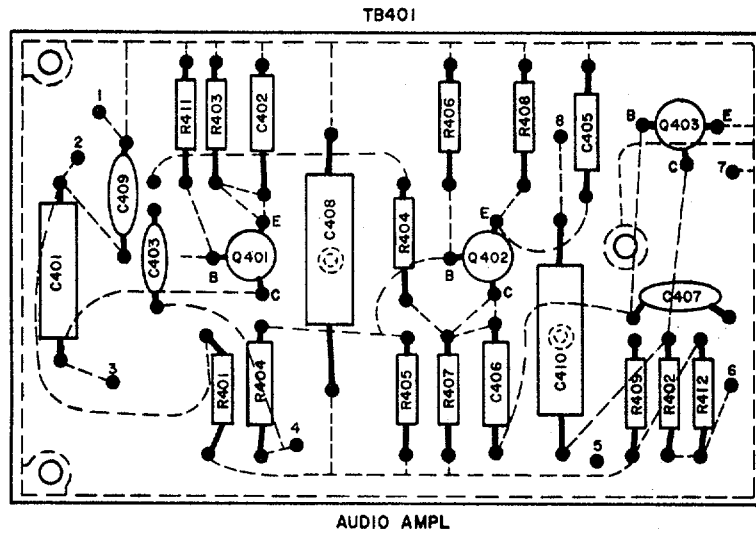 TB401
1
2
3
4
5
6
7
8
R411
R403
C402
R406
R408
C405
B
Q403
E
C
C409
C401
C403
E
Q401
B
C
C408
R404
E
Q402
B
C
C407
C410
R401
R404
R405
R407
C406
R409
R402
R412
AUDIO AMPL